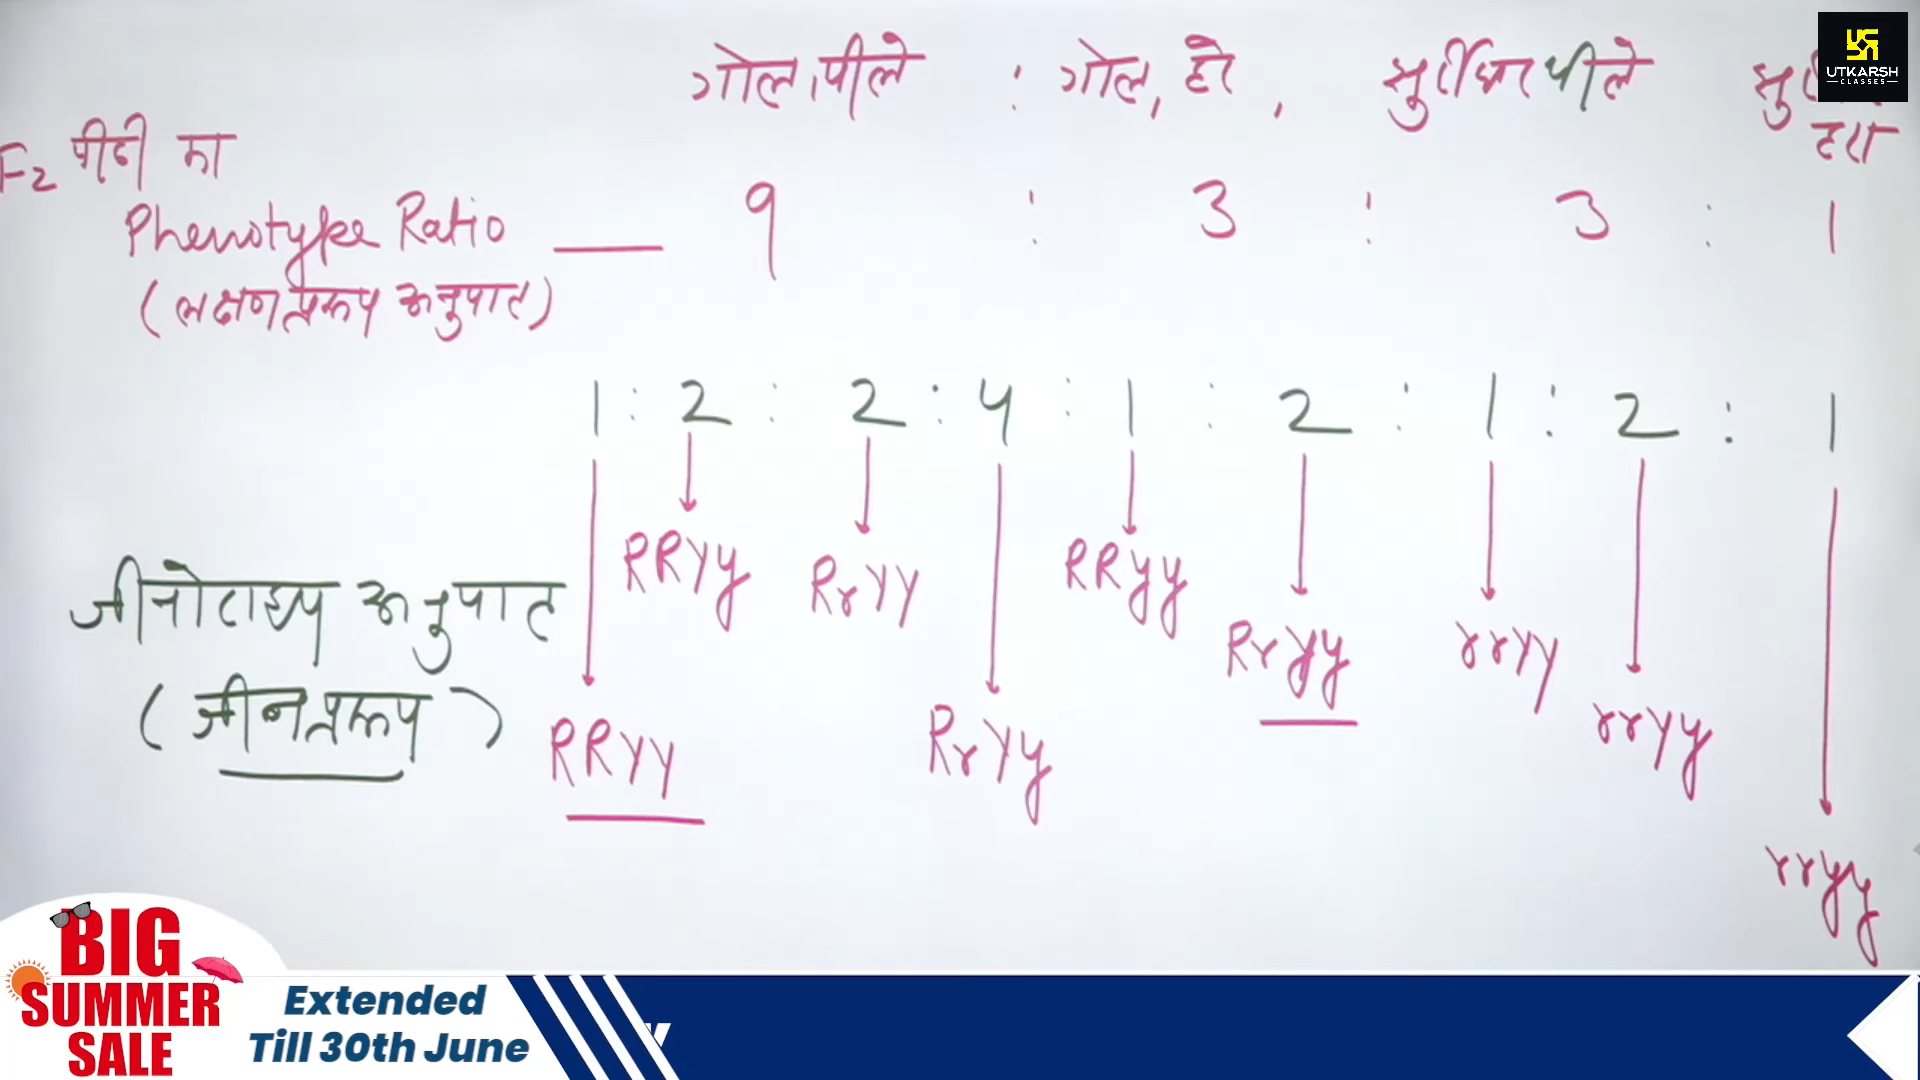 गोल, पीले : गोल, हरे , झुर्रीदार पीले
UTKARSH
CLASSES
हरा
F2 पीढी का
Phenotype Ratio — 9 : 3 : 3 : 1
(लक्षणप्ररूप अनुपात)
1 : 2 : 2 : 4 : 1 : 2 : 1 : 2 : 1
RRYy RrYY RRyy
जीनोटाइप अनुपात Rryy rrYY
(जीनप्ररूप) RRYY RrYy rrYy
rryy
BIG
SUMMER
SALE
Extended
Till 30th June